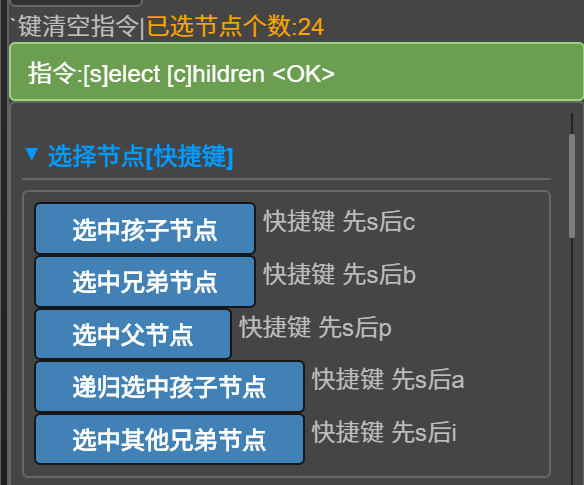 `键清空指令|已选节点个数:24
指令:[s]elect [c]hildren <OK>
▼ 选择节点[快捷键]
选中孩子节点 快捷键 先s后c
选中兄弟节点 快捷键 先s后b
选中父节点 快捷键 先s后p
递归选中孩子节点 快捷键 先s后a
选中其他兄弟节点 快捷键 先s后i